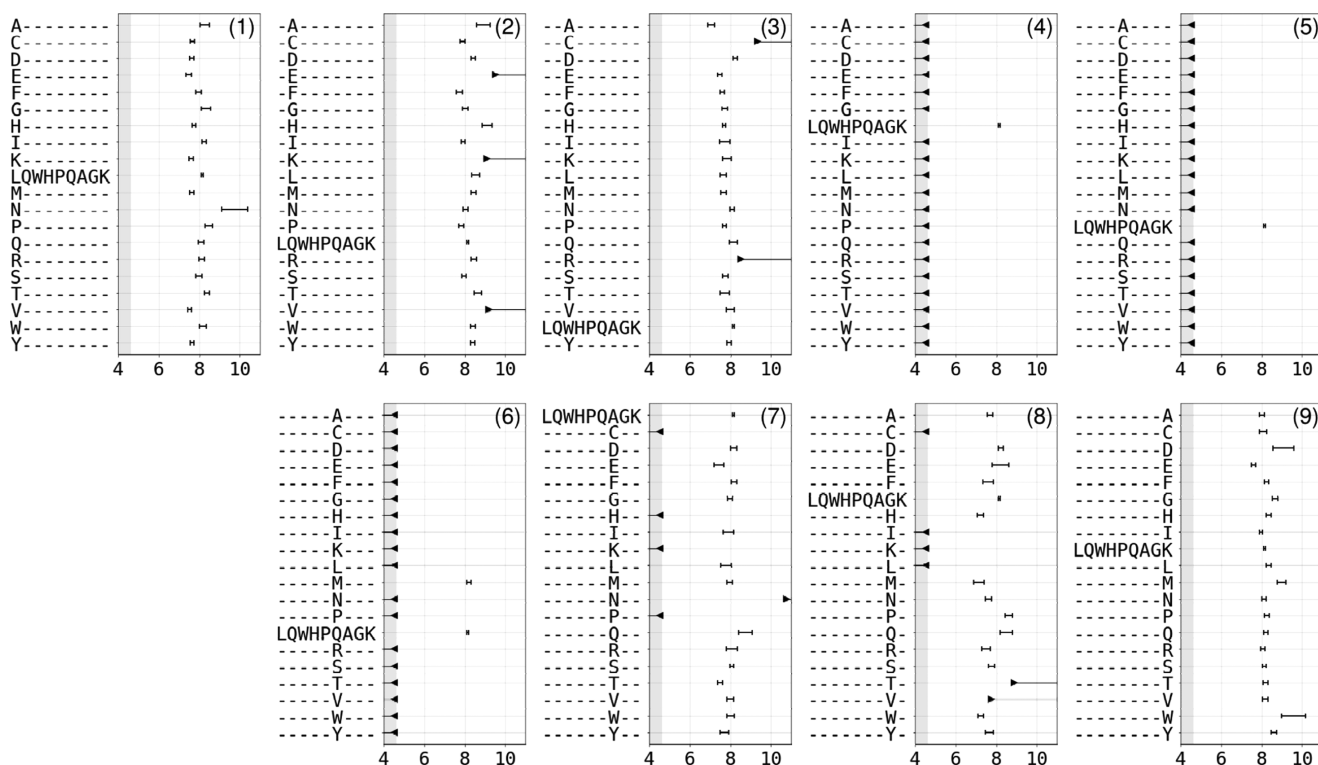 (1)
A--------
C--------
D--------
E--------
F--------
G--------
H--------
I--------
K--------
LQWHPQAGK
M--------
N--------
P--------
Q--------
R--------
S--------
T--------
V--------
W--------
Y--------
4 6 8 10
(2)
-A-------
-C-------
-D-------
-E-------
-F-------
-G-------
-H-------
-I-------
-K-------
-L-------
-M-------
-N-------
-P-------
LQWHPQAGK
-R-------
-S-------
-T-------
-V-------
-W-------
-Y-------
4 6 8 10
(3)
--A------
--C------
--D------
--E------
--F------
--G------
--H------
--I------
--K------
--L------
--M------
--N------
--P------
--Q------
--R------
--S------
--T------
--V------
LQWHPQAGK
--Y------
4 6 8 10
(4)
---A-----
---C-----
---D-----
---E-----
---F-----
---G-----
LQWHPQAGK
---I-----
---K-----
---L-----
---M-----
---N-----
---P-----
---Q-----
---R-----
---S-----
---T-----
---V-----
---W-----
---Y-----
4 6 8 10
(5)
----A----
----C----
----D----
----E----
----F----
----G----
----H----
----I----
----K----
----L----
----M----
----N----
LQWHPQAGK
----Q----
----R----
----S----
----T----
----V----
----W----
----Y----
4 6 8 10
(6)
-----A---
-----C---
-----D---
-----E---
-----F---
-----G---
-----H---
-----I---
-----K---
-----L---
-----M---
-----N---
-----P---
LQWHPQAGK
-----R---
-----S---
-----T---
-----V---
-----W---
-----Y---
4 6 8 10
(7)
LQWHPQAGK
------C--
------D--
------E--
------F--
------G--
------H--
------I--
------K--
------L--
------M--
------N--
------P--
------Q--
------R--
------S--
------T--
------V--
------W--
------Y--
4 6 8 10
(8)
-------A-
-------C-
-------D-
-------E-
-------F-
LQWHPQAGK
-------H-
-------I-
-------K-
-------L-
-------M-
-------N-
-------P-
-------Q-
-------R-
-------S-
-------T-
-------V-
-------W-
-------Y-
4 6 8 10
(9)
--------A
--------C
--------D
--------E
--------F
--------G
--------H
--------I
LQWHPQAGK
--------L
--------M
--------N
--------P
--------Q
--------R
--------S
--------T
--------V
--------W
--------Y
4 6 8 10